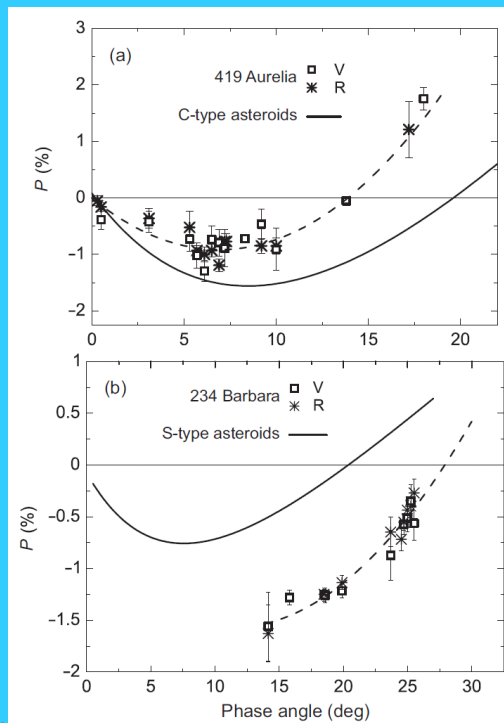 (a)
419 Aurelia
V
R
C-type asteroids
P (%)
3
2
1
0
-1
-2
0 5 10 15 20
(b)
234 Barbara
V
R
S-type asteroids
P (%)
1
0.5
0
-0.5
-1
-1.5
-2
0 5 10 15 20 25 30
Phase angle (deg)